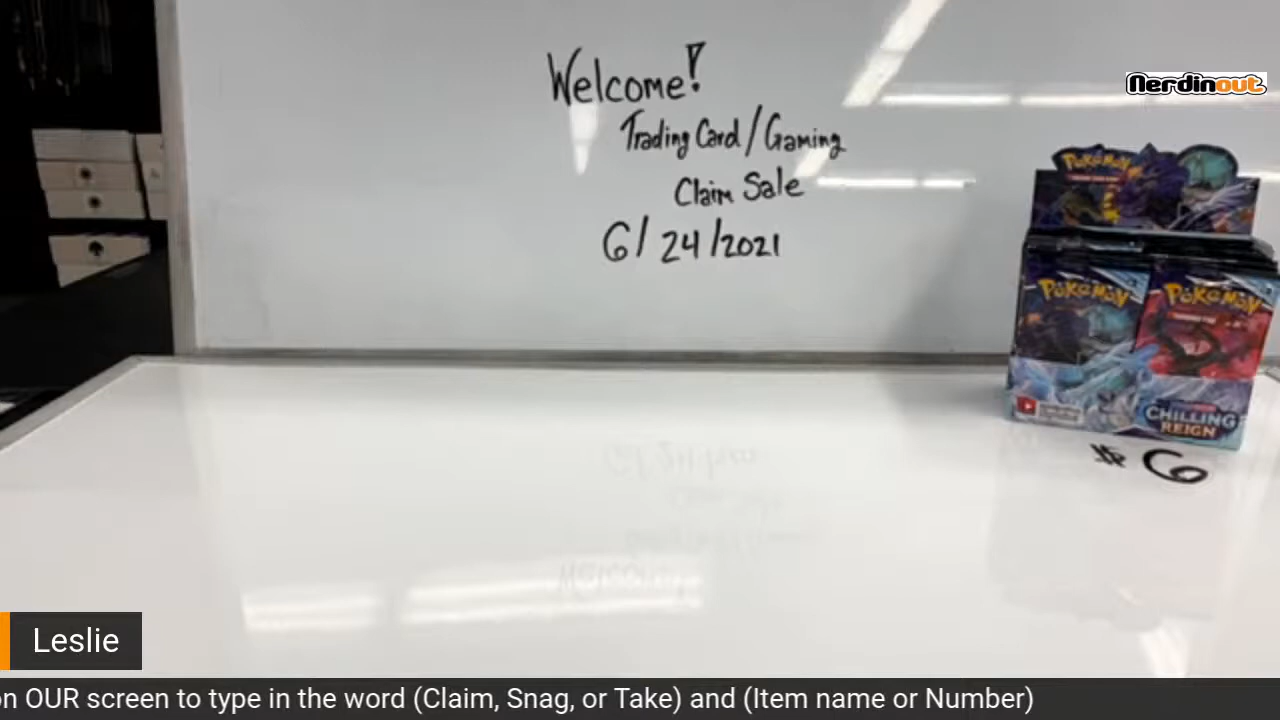 Welcome!
Trading Card/Gaming
Claim Sale
6/24/2021
Nerdinout
POKÉMON
POKÉMON
POKÉMON
CHILLING
REIGN
$6
Leslie
on OUR screen to type in the word (Claim, Snag, or Take) and (Item name or Number)